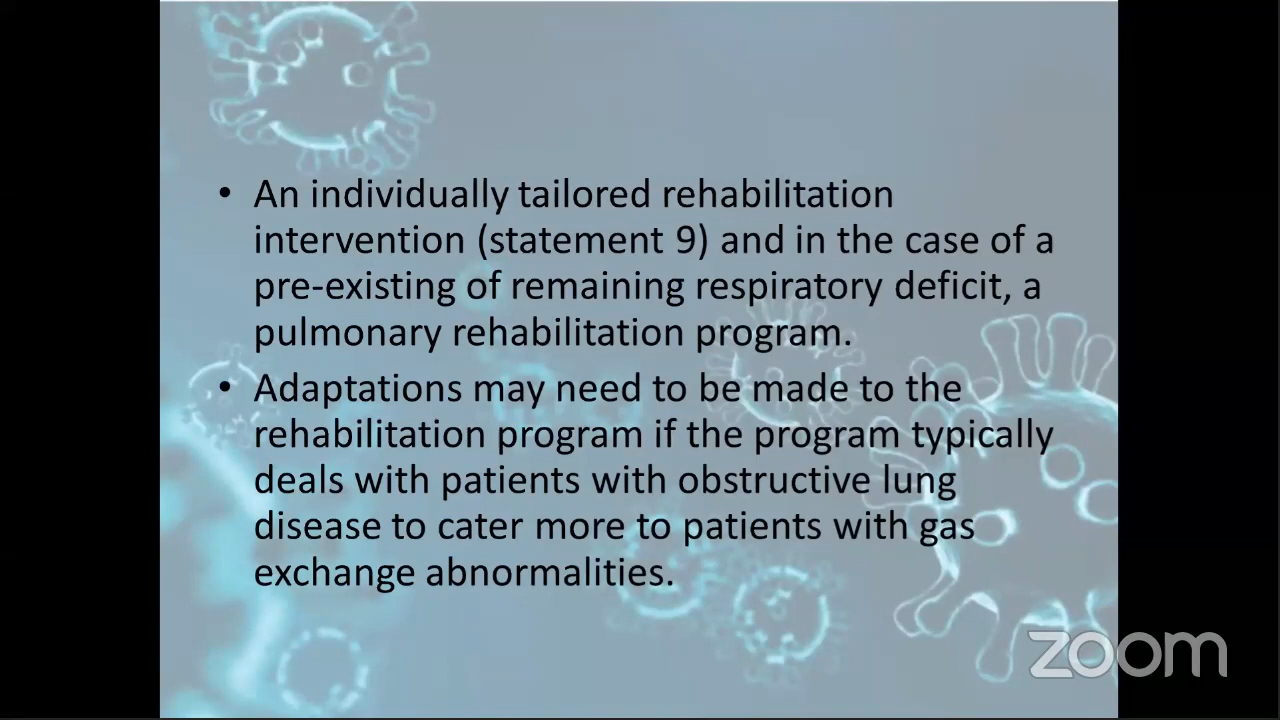 • An individually tailored rehabilitation
intervention (statement 9) and in the case of a
pre-existing of remaining respiratory deficit, a
pulmonary rehabilitation program.
• Adaptations may need to be made to the
rehabilitation program if the program typically
deals with patients with obstructive lung
disease to cater more to patients with gas
exchange abnormalities.
zoom